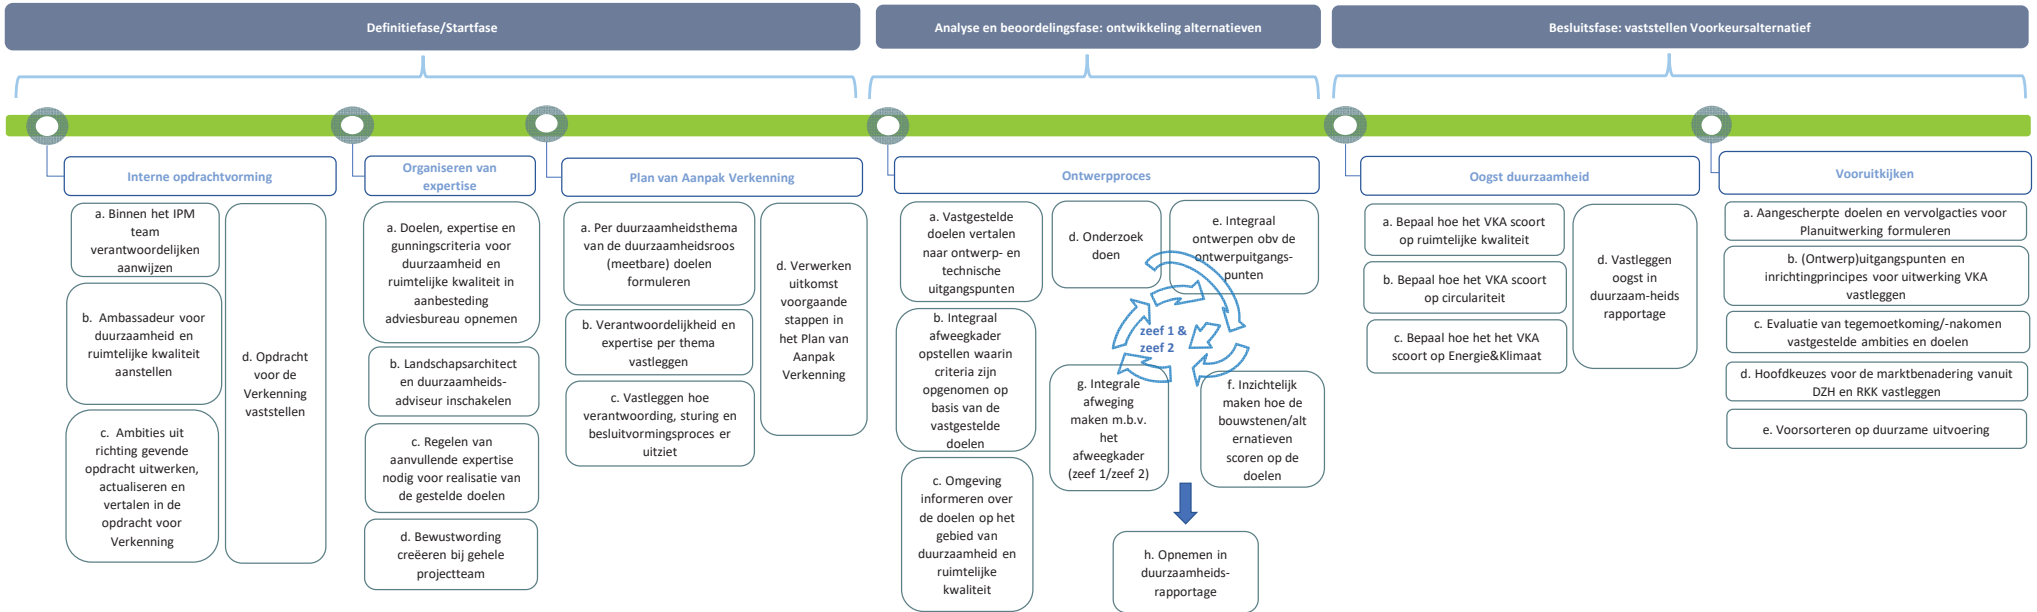 Definitiefase/Startfase
Analyse en beoordelingsfase: ontwikkeling alternatieven
Besluitsfase: vaststellen Voorkeursalternatief
Interne opdrachtvorming
a. Binnen het IPM
team
verantwoordelijken
aanwijzen
b. Ambassadeur voor
duurzaamheid en
ruimtelijke kwaliteit
aanstellen
c. Ambities uit
richting gevende
opdracht uitwerken,
actualiseren en
vertalen in de
opdracht voor
Verkenning
d. Opdracht
voor de
Verkenning
vaststellen
Organiseren van
expertise
a. Doelen, expertise en
gunningscriteria voor
duurzaamheid en
ruimtelijke kwaliteit in
aanbesteding
adviesbureau opnemen
b. Landschapsarchitect
en duurzaamheids-
adviseur inschakelen
c. Regelen van
aanvullende expertise
nodig voor realisatie van
de gestelde doelen
d. Bewustwording
creëeren bij gehele
projectteam
Plan van Aanpak Verkenning
a. Per duurzaamheidsthema
van de duurzaamheidsroos
(meetbare) doelen
formuleren
b. Verantwoordelijkheid en
expertise per thema
vastleggen
c. Vastleggen hoe
verantwoording, sturing en
besluitvormingsproces er
uitziet
d. Verwerken
uitkomst
voorgaande
stappen in
het Plan van
Aanpak
Verkenning
Ontwerpproces
a. Vastgestelde
doelen vertalen
naar ontwerp- en
technische
uitgangspunten
b. Integraal
afweegkader
opstellen waarin
criteria zijn
opgenomen op
basis van de
vastgestelde
doelen
c. Omgeving
informeren over
de doelen op het
gebied van
duurzaamheid en
ruimtelijke
kwaliteit
d. Onderzoek
doen
e. Integraal
ontwerpen obv de
ontwerpuitgangs-
punten
zeef 1 &
zeef 2
g. Integrale
afweging
maken m.b.v.
het
afweegkader
(zeef 1/zeef 2)
f. Inzichtelijk
maken hoe de
bouwstenen/alt
ernatieven
scoren op de
doelen
h. Opnemen in
duurzaamheids-
rapportage
Oogst duurzaamheid
a. Bepaal hoe het VKA scoort
op ruimtelijke kwaliteit
b. Bepaal hoe het VKA scoort
op circulariteit
c. Bepaal hoe het het VKA
scoort op Energie&Klimaat
d. Vastleggen
oogst in
duurzaam-heids
rapportage
Vooruitkijken
a. Aangescherpte doelen en vervolgacties voor
Planuitwerking formuleren
b. (Ontwerp)uitgangspunten en
inrichtingprincipes voor uitwerking VKA
vastleggen
c. Evaluatie van tegemoetkoming/-nakomen
vastgestelde ambities en doelen
d. Hoofdkeuzes voor de marktbenadering vanuit
DZH en RKK vastleggen
e. Voorsorteren op duurzame uitvoering